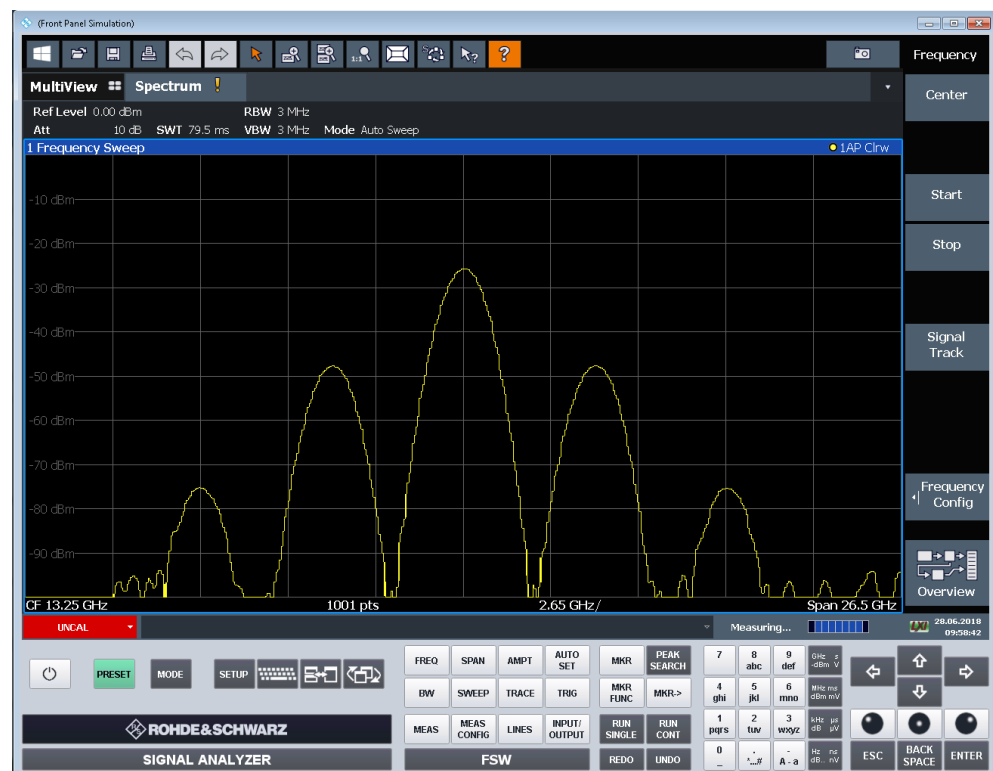 (Front Panel Simulation)
1:1
?
?
Frequency
MultiView Spectrum !
Center
Ref Level 0.00 dBm RBW 3 MHz
Att 10 dB SWT 79.5 ms VBW 3 MHz Mode Auto Sweep
1 Frequency Sweep 1AP Clrw
-10 dBm
Start
-20 dBm
Stop
-30 dBm
-40 dBm
Signal
Track
-50 dBm
-60 dBm
-70 dBm
-80 dBm
Frequency
Config
-90 dBm
Overview
CF 13.25 GHz 1001 pts 2.65 GHz/ Span 26.5 GHz
UNCAL Measuring... LXI 28.06.2018
09:58:42
PRESET MODE SETUP
FREQ SPAN AMPT AUTO SET MKR PEAK SEARCH
BW SWEEP TRACE TRIG MKR FUNC MKR->
MEAS MEAS CONFIG LINES INPUT/ OUTPUT RUN SINGLE RUN CONT
REDO UNDO
7 8 abc 9 def GHz s -dBm V
4 ghi 5 jkl 6 mno MHz ms dBm mV
1 pqrs 2 tuv 3 wxyz kHz µs dB µV
0 _ . *...# - A - a Hz ns dB.. nV
ESC BACK SPACE ENTER
ROHDE&SCHWARZ
SIGNAL ANALYZER FSW